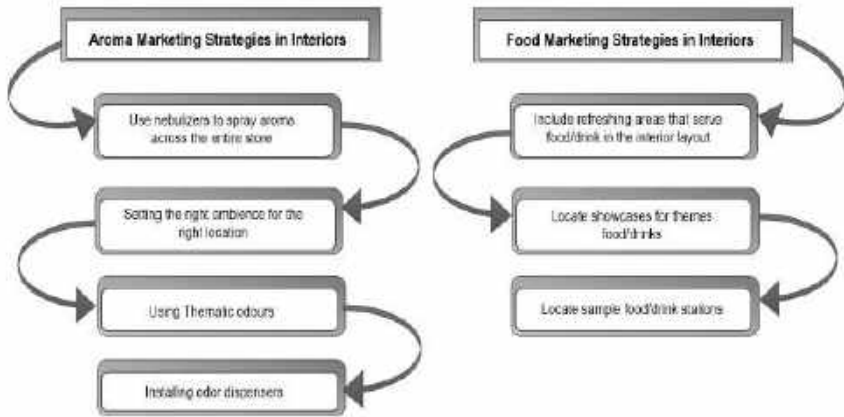 Aroma Marketing Strategies in Interiors
Use nebulizers to spray aroma
across the entire store
Setting the right ambience for the
right location
Using Thematic odours
Installing odor dispensers
Food Marketing Strategies in Interiors
Include refreshing areas that serve
food/drink in the interior layout
Locate showcases for themes
food/drinks
Locate sample food/drink stations